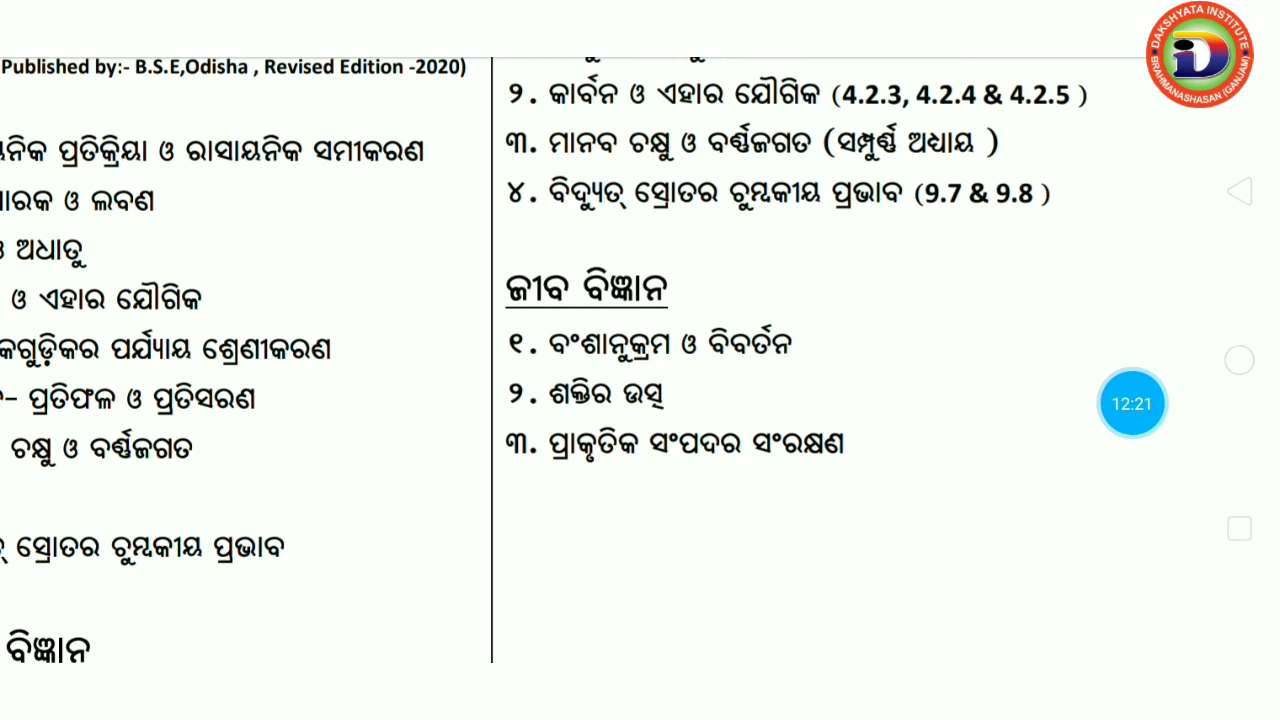 Published by:- B.S.E,Odisha , Revised Edition -2020)
ପ୍ରତିକ୍ରିୟା ଓ ରାସାୟନିକ ସମୀକରଣ
ଓ ଲବଣ
ଓ ଅଧାତୁ
ଓ ଏହାର ଯୌଗିକ
ପର୍ଯ୍ୟାୟ ଶ୍ରେଣୀକରଣ
– ପ୍ରତିଫଳ ଓ ପ୍ରତିସରଣ
ଚକ୍ଷୁ ଓ ବର୍ଣ୍ଣଜଗତ
ସ୍ରୋତର ଚୁମ୍ବକୀୟ ପ୍ରଭାବ
ବିଜ୍ଞାନ
୨. କାର୍ବନ ଓ ଏହାର ଯୌଗିକ (4.2.3, 4.2.4 & 4.2.5 )
୩. ମାନବ ଚକ୍ଷୁ ଓ ବର୍ଣ୍ଣଜଗତ (ସମ୍ପୁର୍ଣ୍ଣ ଅଧ୍ୟାୟ )
୪. ବିଦ୍ୟୁତ୍ ସ୍ରୋତର ଚୁମ୍ବକୀୟ ପ୍ରଭାବ (9.7 & 9.8 )
ଜୀବ ବିଜ୍ଞାନ
୧. ବଂଶାନୁକ୍ରମ ଓ ବିବର୍ତନ
୨. ଶକ୍ତିର ଉତ୍ସ
୩. ପ୍ରାକୃତିକ ସଂପଦର ସଂରକ୍ଷଣ
DAKSHYATA INSTITUTE
D
BRAHMANASHASAN (GANJAM)
12:21